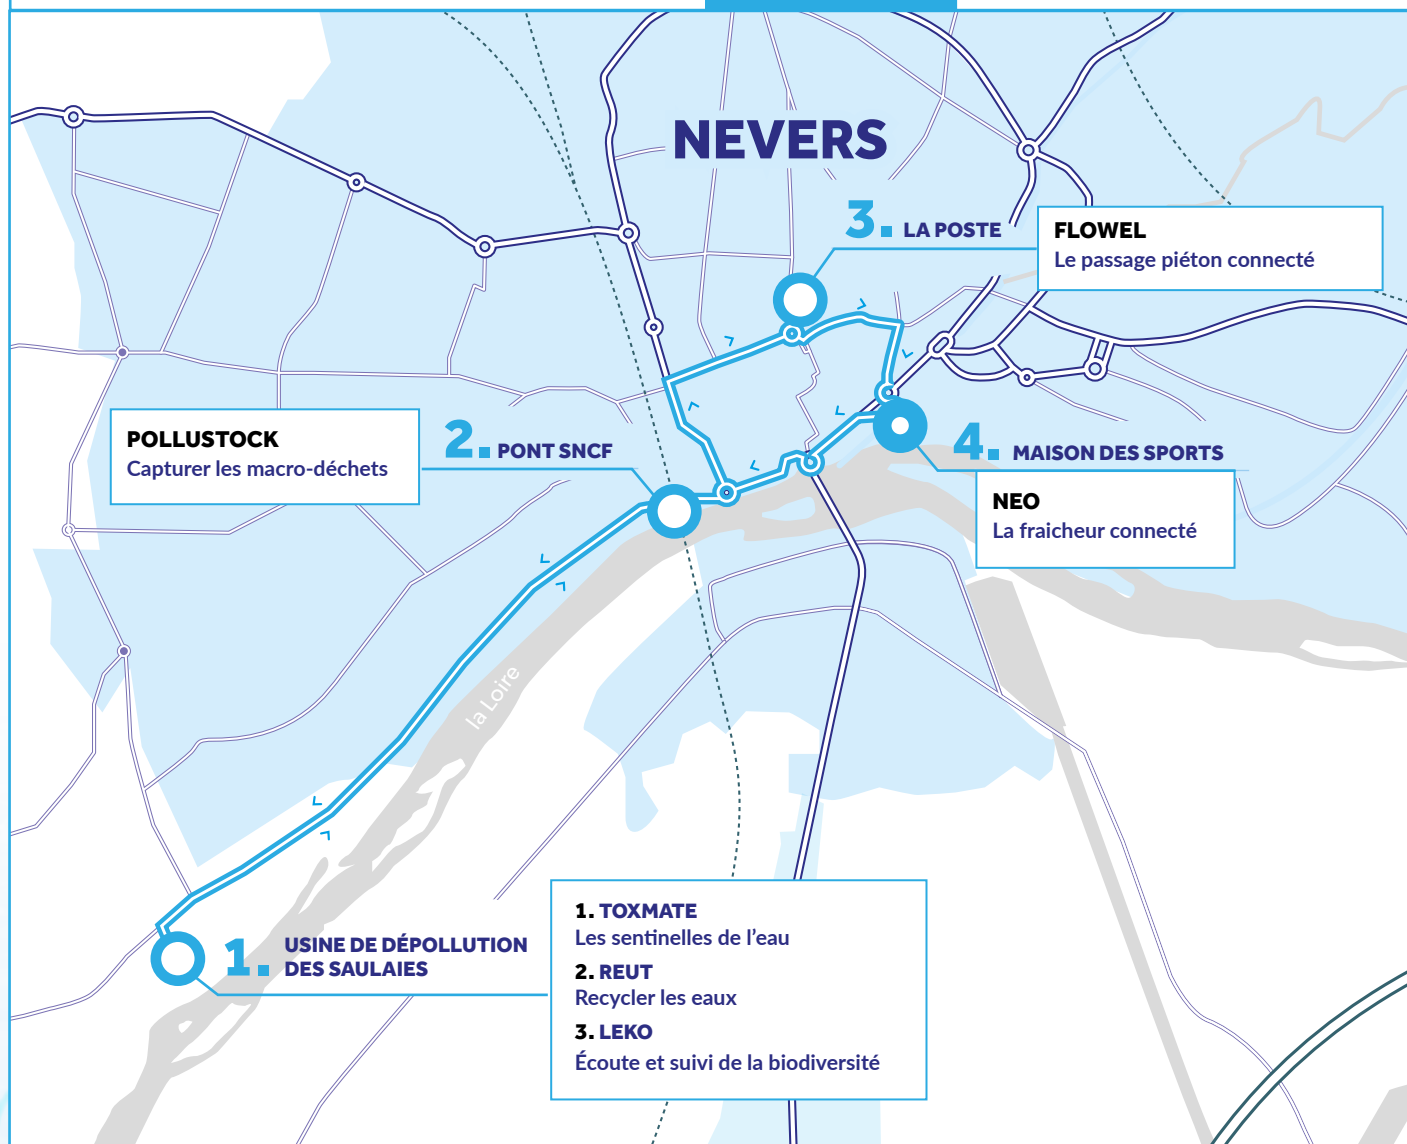 NEVERS
3. LA POSTE
FLOWEL
Le passage piéton connecté
POLLUSTOCK
Capturer les macro-déchets
2. PONT SNCF
4. MAISON DES SPORTS
NEO
La fraicheur connecté
la Loire
1. USINE DE DÉPOLLUTION
DES SAULAIES
1. TOXMATE
Les sentinelles de l’eau
2. REUT
Recycler les eaux
3. LEKO
Écoute et suivi de la biodiversité